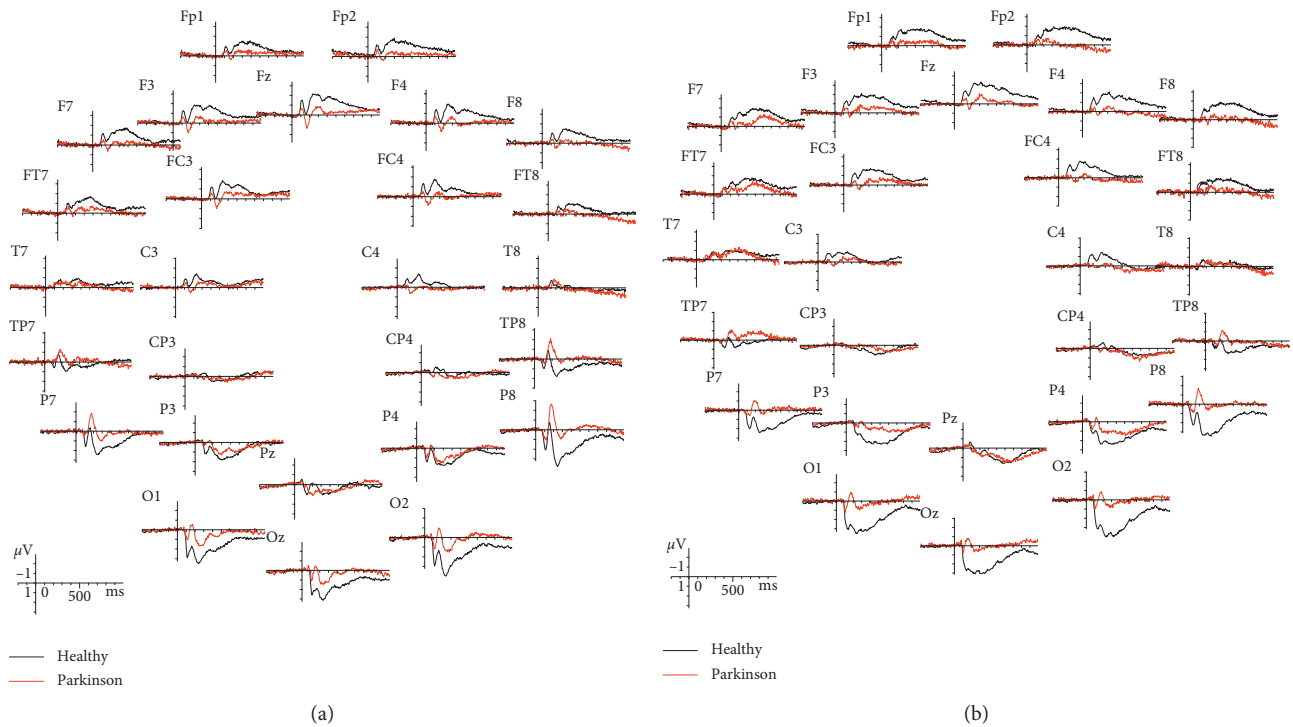 Fp1 Fp2
F7 F3 Fz F4 F8
FT7 FC3 FC4 FT8
T7 C3 C4 T8
TP7 CP3 CP4 TP8
P7 P3 Pz P4 P8
O1 Oz O2
μV
−1
1 0 500 ms
Healthy
Parkinson
(a)
Fp1 Fp2
F7 F3 Fz F4 F8
FT7 FC3 FC4 FT8
T7 C3 C4 T8
TP7 CP3 CP4 TP8
P7 P3 Pz P4 P8
O1 Oz O2
μV
−1
1 0 500 ms
Healthy
Parkinson
(b)